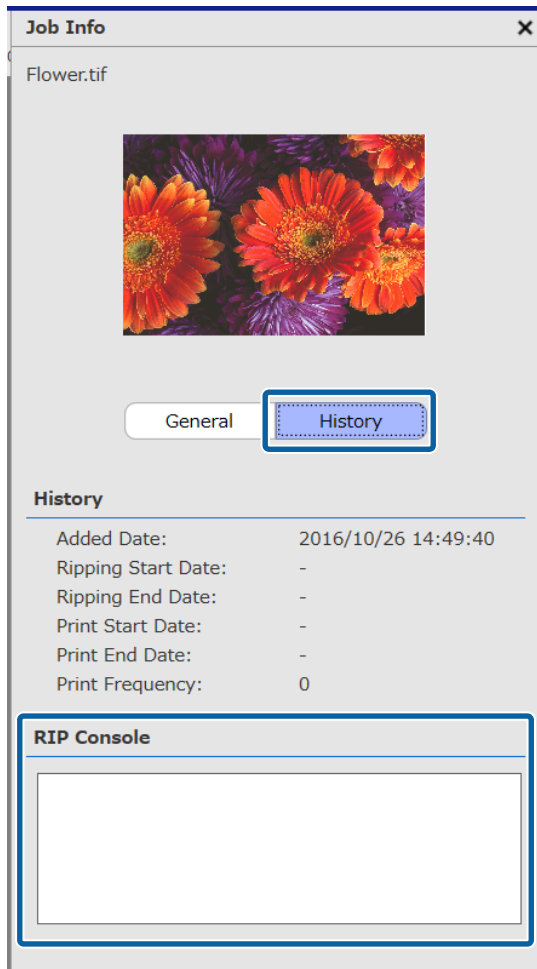 Job Info
Flower.tif
General History
History
Added Date: 2016/10/26 14:49:40
Ripping Start Date: -
Ripping End Date: -
Print Start Date: -
Print End Date: -
Print Frequency: 0
RIP Console